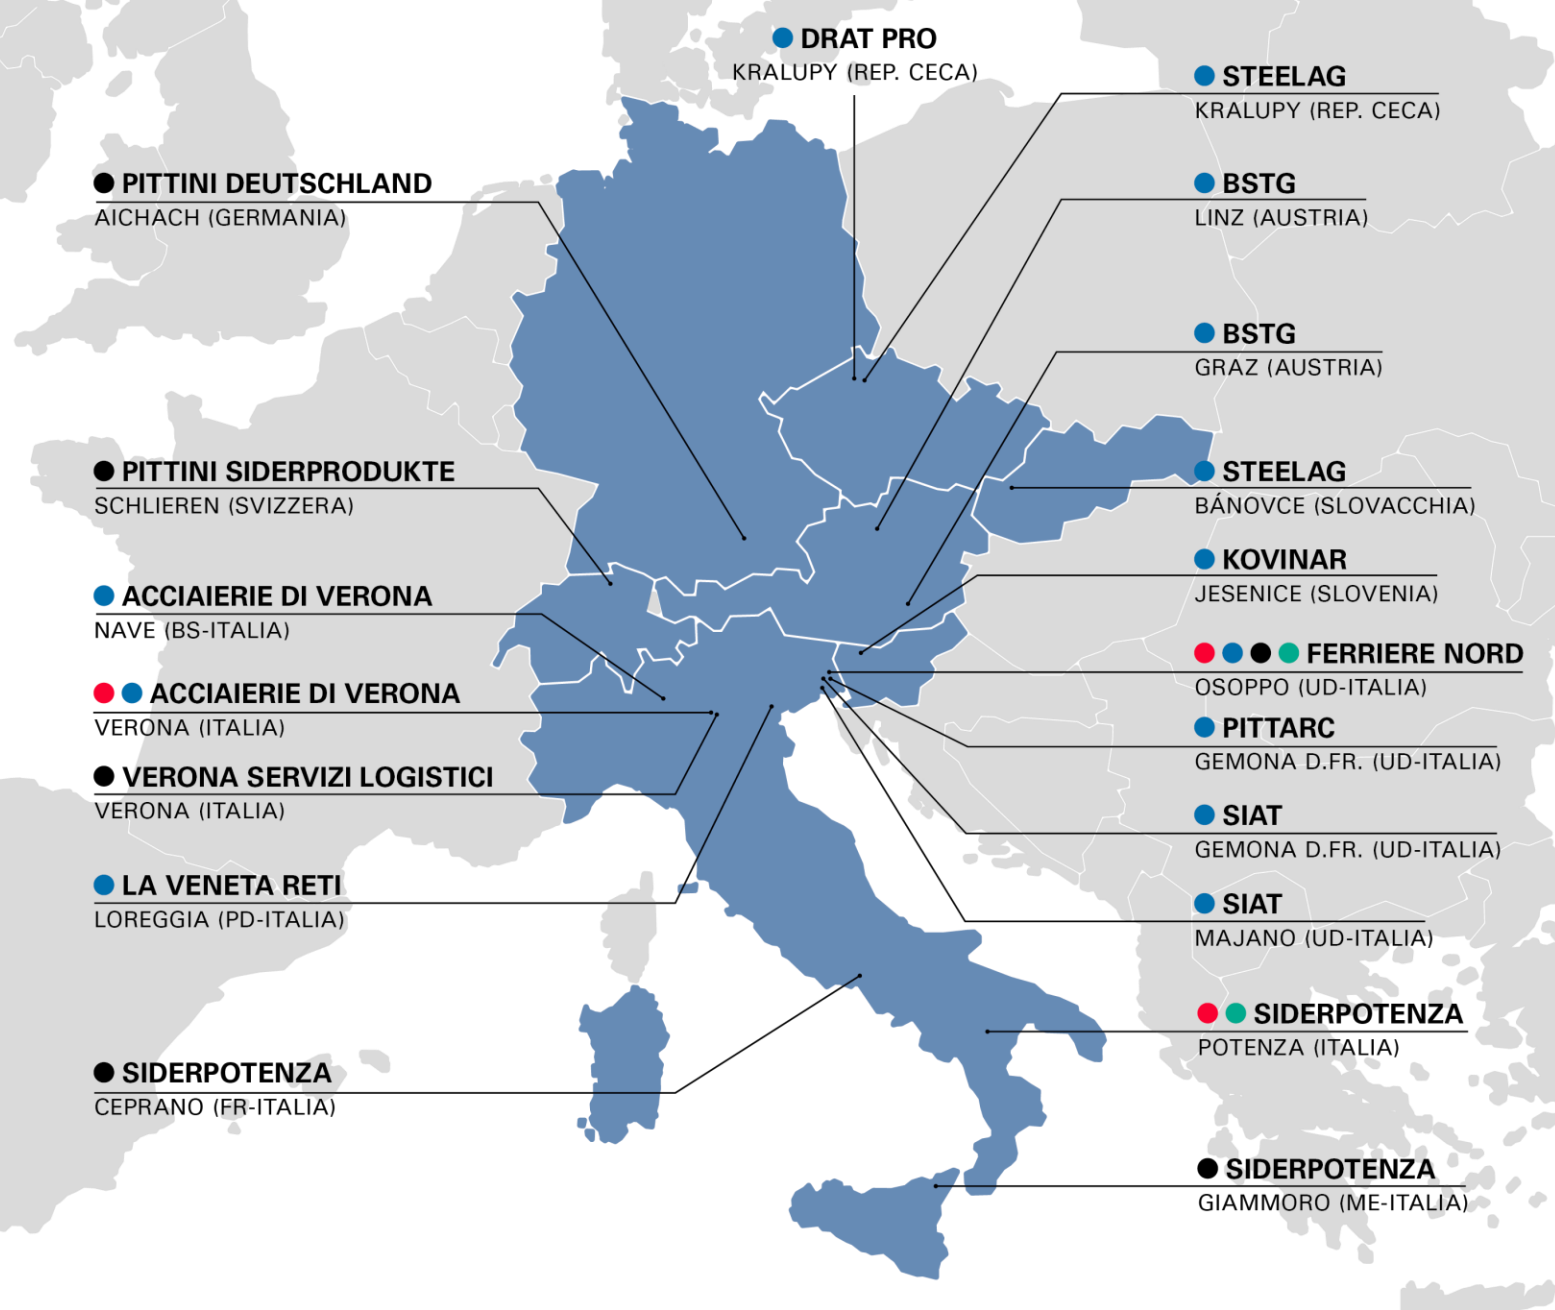 DRAT PRO
KRALUPY (REP. CECA)
STEELAG
KRALUPY (REP. CECA)
PITTINI DEUTSCHLAND
AICHACH (GERMANIA)
BSTG
LINZ (AUSTRIA)
BSTG
GRAZ (AUSTRIA)
PITTINI SIDERPRODUKTE
SCHLIEREN (SVIZZERA)
STEELAG
BÁNOVCE (SLOVACCHIA)
KOVINAR
JESENICE (SLOVENIA)
ACCIAIERIE DI VERONA
NAVE (BS-ITALIA)
FERRIERE NORD
OSOPPO (UD-ITALIA)
ACCIAIERIE DI VERONA
VERONA (ITALIA)
PITTARC
GEMONA D.FR. (UD-ITALIA)
VERONA SERVIZI LOGISTICI
VERONA (ITALIA)
SIAT
GEMONA D.FR. (UD-ITALIA)
LA VENETA RETI
LOREGGIA (PD-ITALIA)
SIAT
MAJANO (UD-ITALIA)
SIDERPOTENZA
POTENZA (ITALIA)
SIDERPOTENZA
CEPRANO (FR-ITALIA)
SIDERPOTENZA
GIAMMORO (ME-ITALIA)